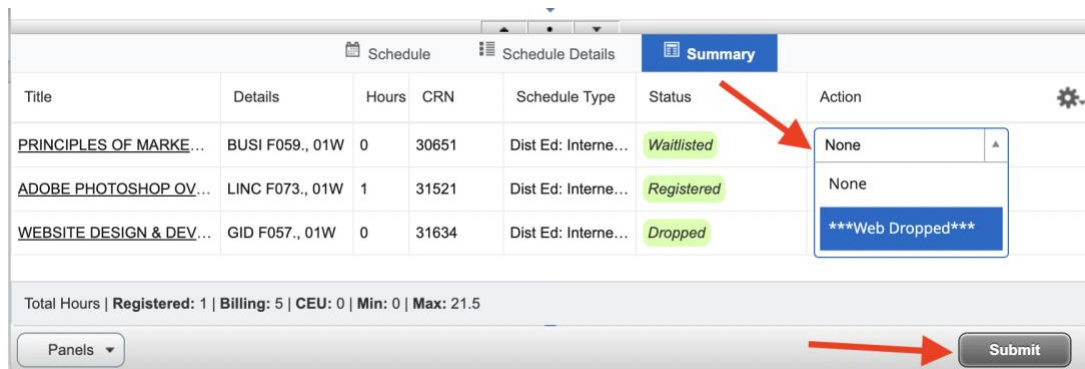 Schedule Schedule Details Summary
Title Details Hours CRN Schedule Type Status Action
PRINCIPLES OF MARKE... BUSI F059., 01W 0 30651 Dist Ed: Interne... Waitlisted None
None
ADOBE PHOTOSHOP OV... LINC F073., 01W 1 31521 Dist Ed: Interne... Registered
***Web Dropped***
WEBSITE DESIGN & DEV... GID F057., 01W 0 31634 Dist Ed: Interne... Dropped
Total Hours | Registered: 1 | Billing: 5 | CEU: 0 | Min: 0 | Max: 21.5
Panels Submit